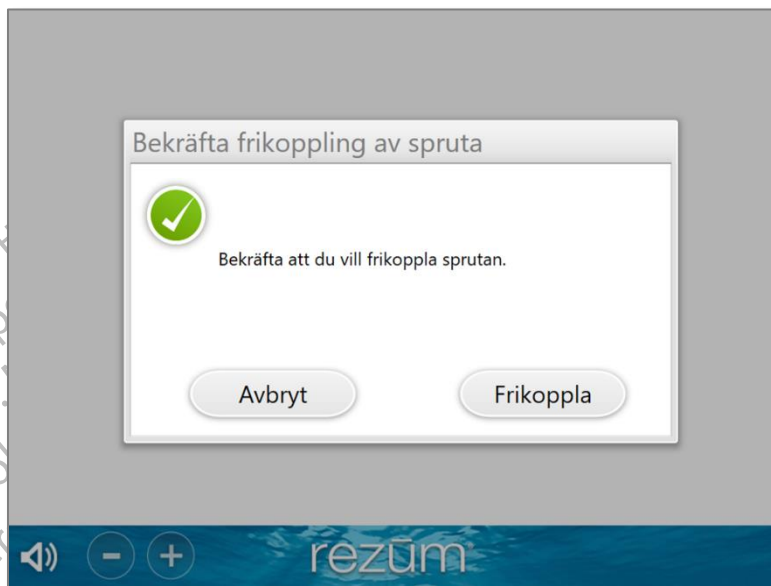 Bekräfta frikoppling av spruta
Bekräfta att du vill frikoppla sprutan.
Avbryt
Frikoppla
rezūm